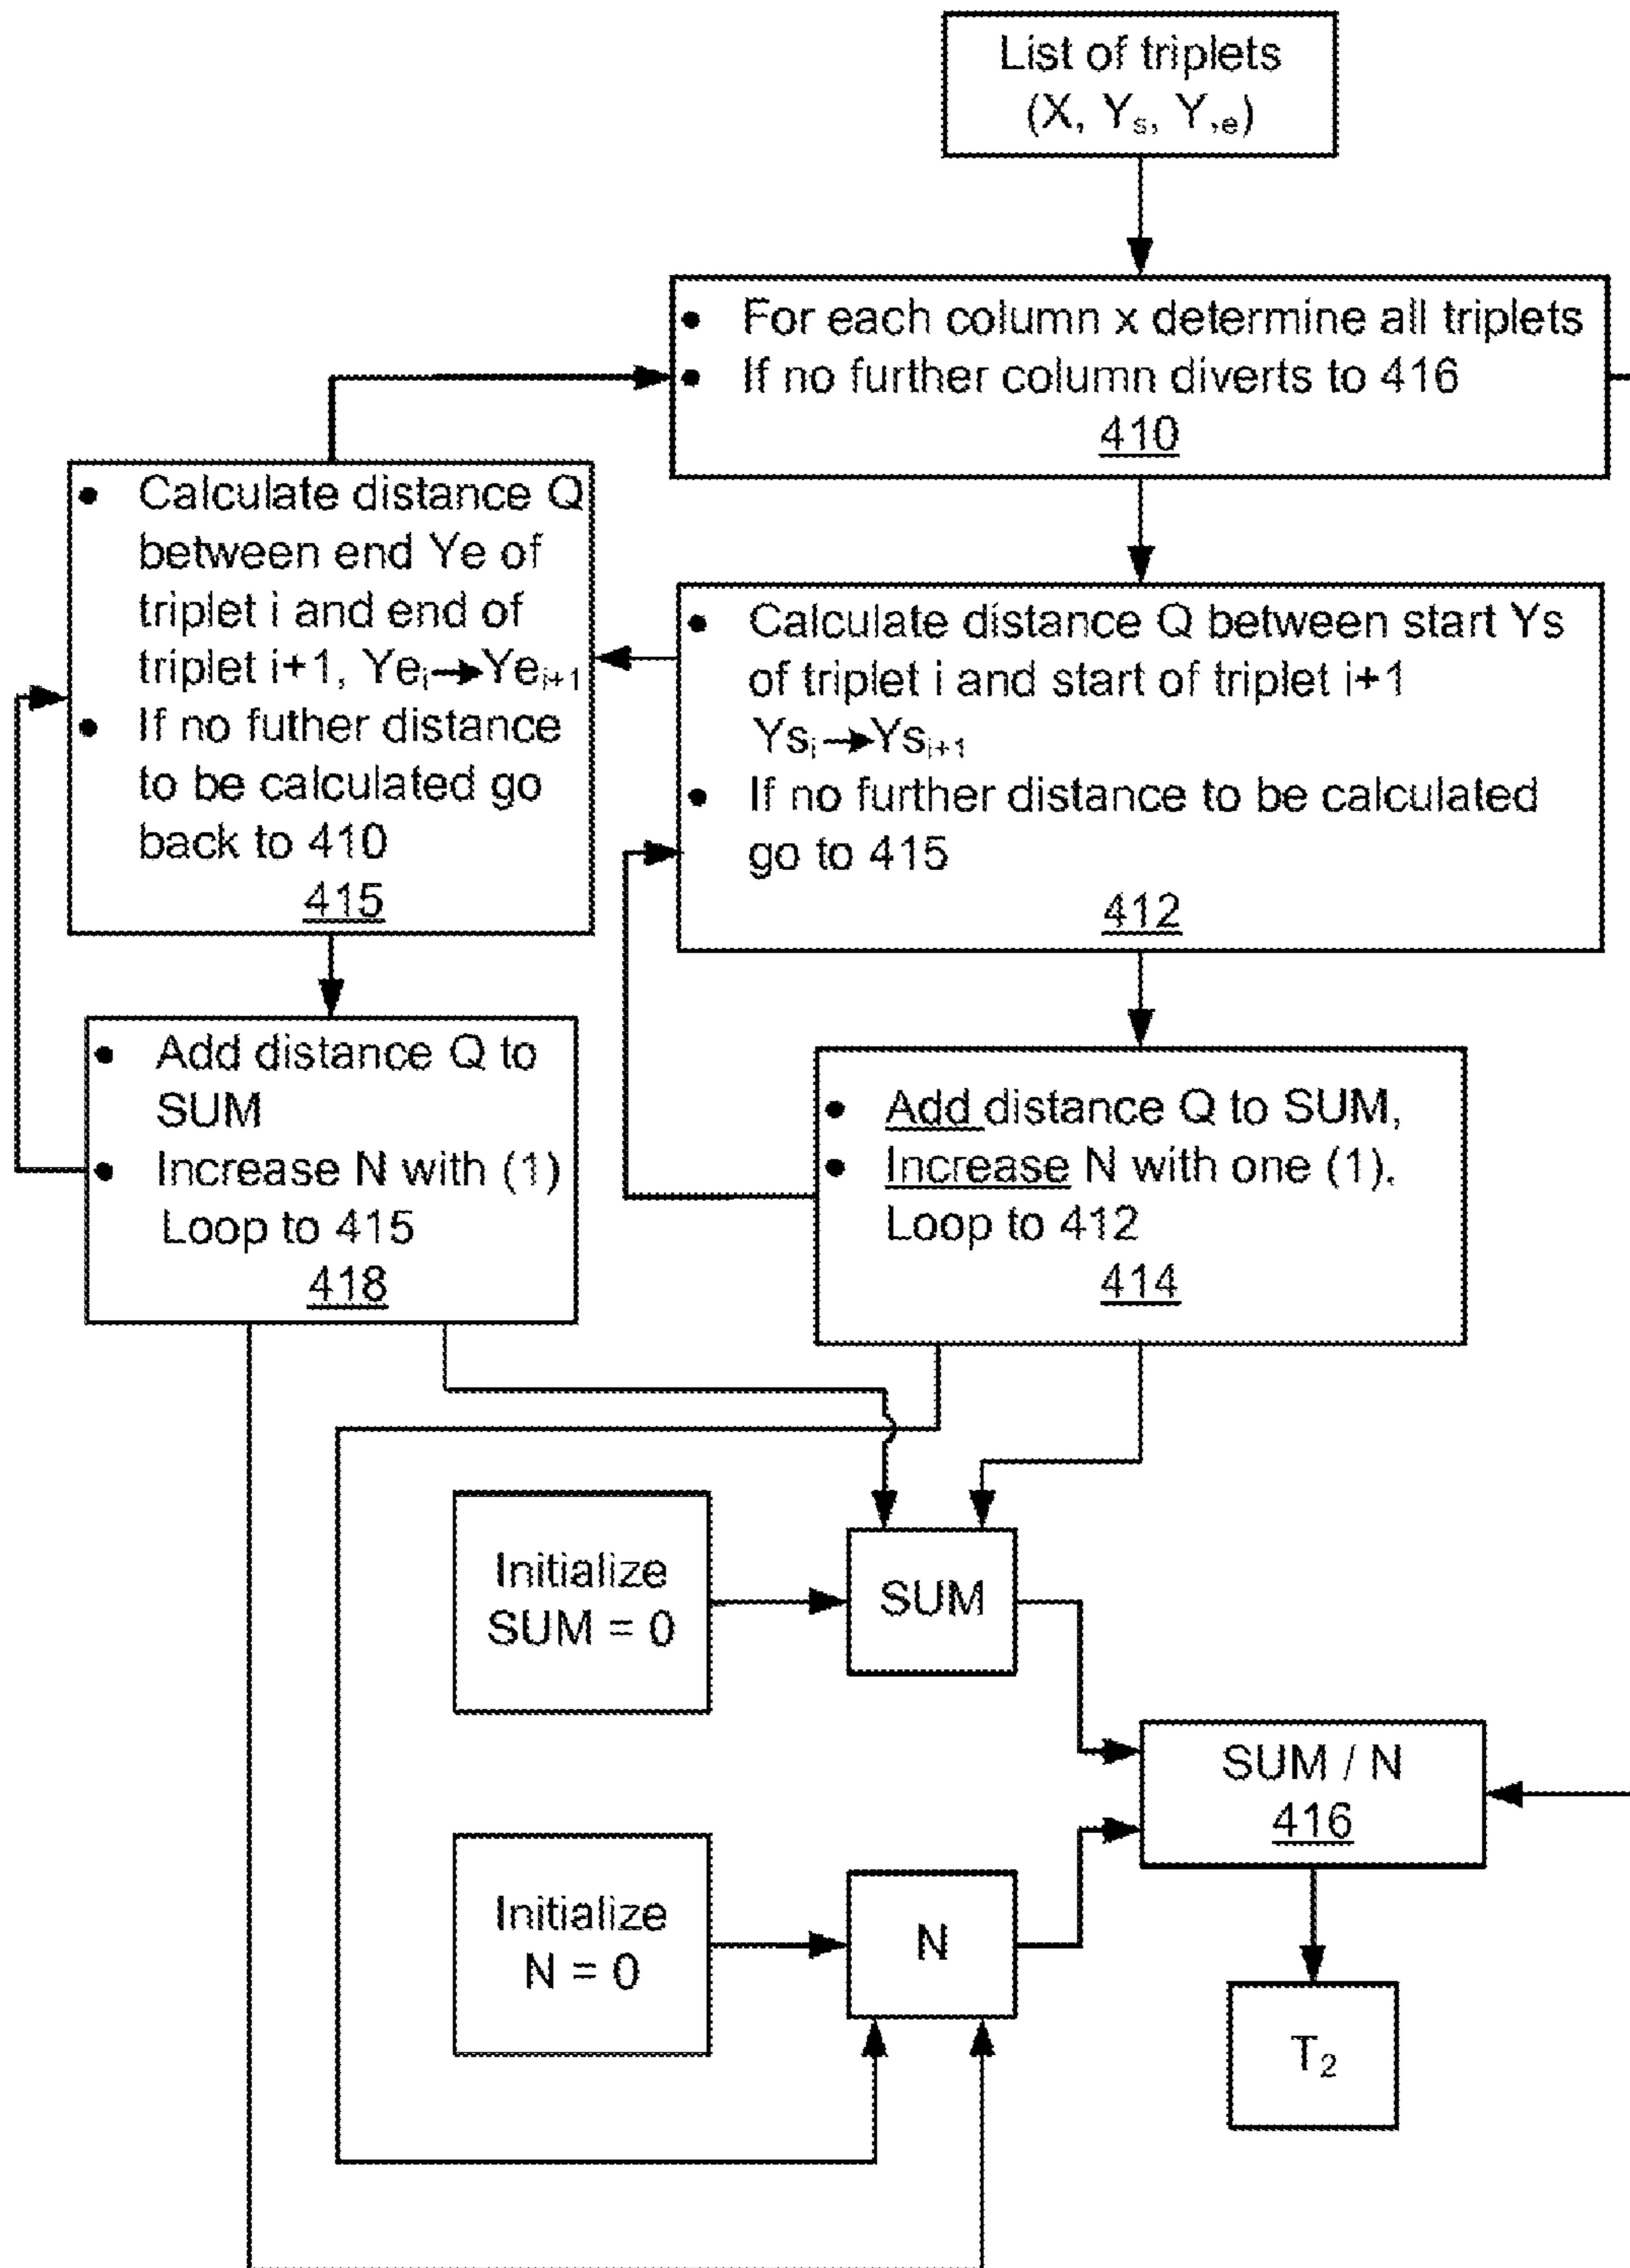 List of triplets
(X, Yₛ, Y,ₑ)
• For each column x determine all triplets
• If no further column diverts to 416
410
• Calculate distance Q
between end Ye of
triplet i and end of
triplet i+1, Yeᵢ→Yeᵢ₊₁
• If no futher distance
to be calculated go
back to 410
415
• Calculate distance Q between start Ys
of triplet i and start of triplet i+1
Ysᵢ→Ysᵢ₊₁
• If no further distance to be calculated
go to 415
412
• Add distance Q to
SUM
• Increase N with (1)
Loop to 415
418
• Add distance Q to SUM,
• Increase N with one (1).
Loop to 412
414
Initialize
SUM = 0
SUM
SUM / N
416
Initialize
N = 0
N
T₂